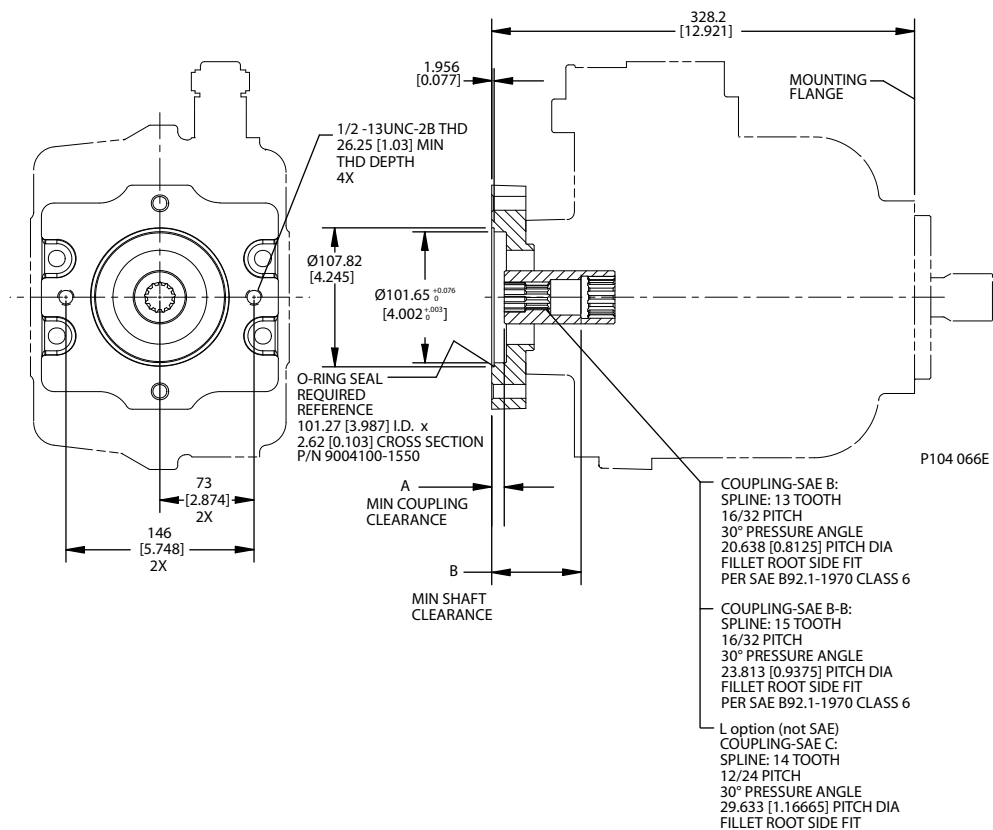 328.2
[12.921]
1.956
[0.077]
MOUNTING
FLANGE
1/2 -13UNC-2B THD
26.25 [1.03] MIN
THD DEPTH
4X
Ø107.82
[4.245]
Ø101.65 +0.076 0
[4.002 +.003 0]
O-RING SEAL
REQUIRED
REFERENCE
101.27 [3.987] I.D. x
2.62 [0.103] CROSS SECTION
P/N 9004100-1550
P104 066E
73
[2.874]
2X
146
[5.748]
2X
A
MIN COUPLING
CLEARANCE
B
MIN SHAFT
CLEARANCE
COUPLING-SAE B:
SPLINE: 13 TOOTH
16/32 PITCH
30° PRESSURE ANGLE
20.638 [0.8125] PITCH DIA
FILLET ROOT SIDE FIT
PER SAE B92.1-1970 CLASS 6
COUPLING-SAE B-B:
SPLINE: 15 TOOTH
16/32 PITCH
30° PRESSURE ANGLE
23.813 [0.9375] PITCH DIA
FILLET ROOT SIDE FIT
PER SAE B92.1-1970 CLASS 6
L option (not SAE)
COUPLING-SAE C:
SPLINE: 14 TOOTH
12/24 PITCH
30° PRESSURE ANGLE
29.633 [1.16665] PITCH DIA
FILLET ROOT SIDE FIT